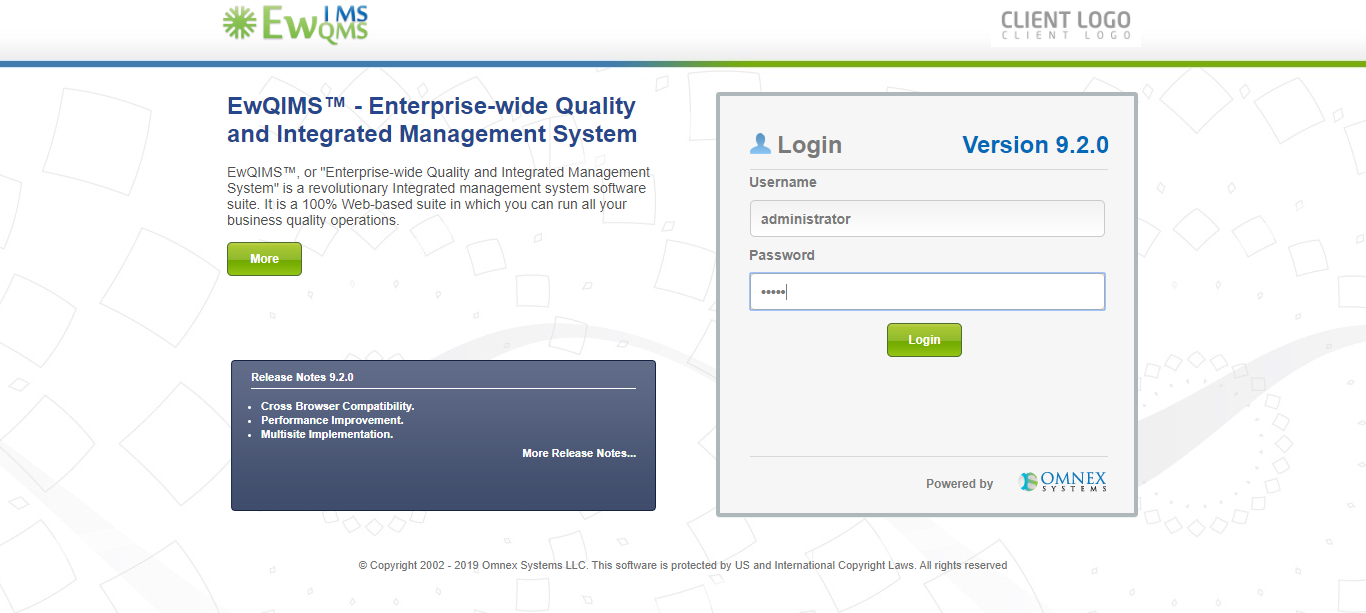 EwQIMS
QMS
CLIENT LOGO
CLIENT LOGO
EwQIMS™ - Enterprise-wide Quality
and Integrated Management System
EwQIMS™, or "Enterprise-wide Quality and Integrated Management
System" is a revolutionary Integrated management system software
suite. It is a 100% Web-based suite in which you can run all your
business quality operations.
More
Release Notes 9.2.0
Cross Browser Compatibility.
Performance Improvement.
Multisite Implementation.
More Release Notes...
Login
Version 9.2.0
Username
administrator
Password
•••••
Login
Powered by
OMNEX
SYSTEMS
© Copyright 2002 - 2019 Omnex Systems LLC. This software is protected by US and International Copyright Laws. All rights reserved